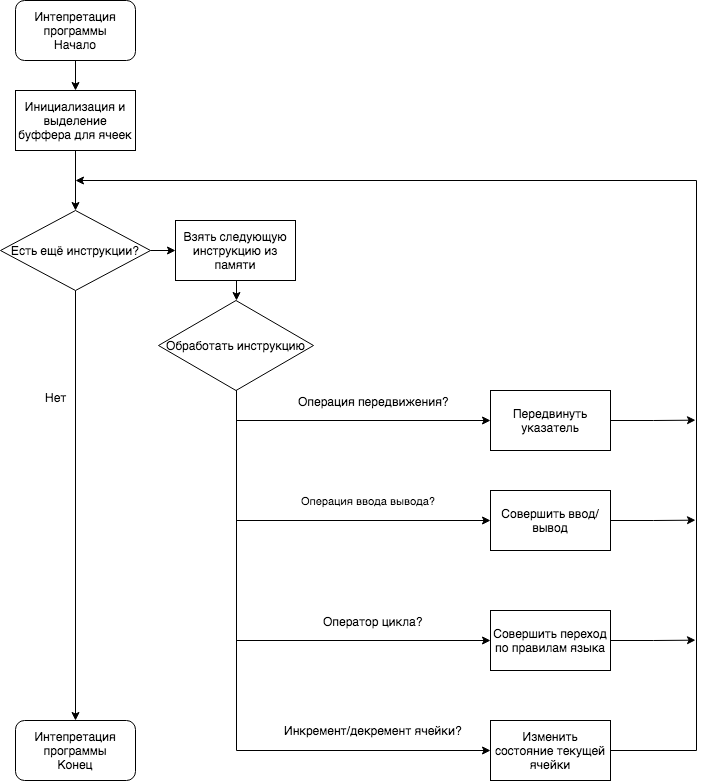 Интепретация
программы
Начало
Инициализация и
выделение
буффера для ячеек
Есть ещё инструкции?
Взять следующую
инструкцию из
памяти
Обработать инструкцию
Нет
Операция передвижения?
Передвинуть
указатель
Операция ввода вывода?
Совершить ввод/
вывод
Оператор цикла?
Совершить переход
по правилам языка
Инкремент/декремент ячейки?
Изменить
состояние текущей
ячейки
Интепретация
программы
Конец